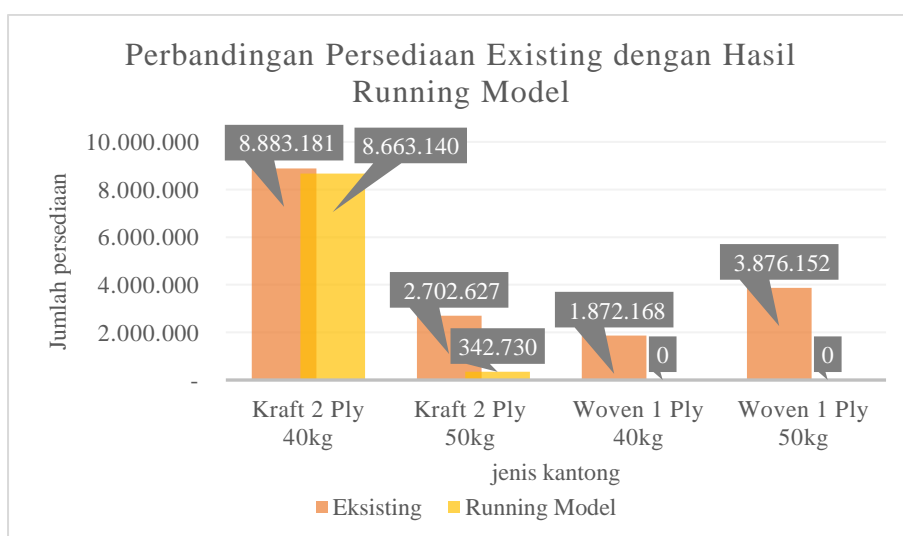 Perbandingan Persediaan Existing dengan Hasil
Running Model
Jumlah persediaan
10.000.000
8.000.000
6.000.000
4.000.000
2.000.000
-
8.883.181
8.663.140
2.702.627
342.730
1.872.168
0
3.876.152
0
Kraft 2 Ply
40kg
Kraft 2 Ply
50kg
Woven 1 Ply
40kg
Woven 1 Ply
50kg
jenis kantong
Eksisting
Running Model